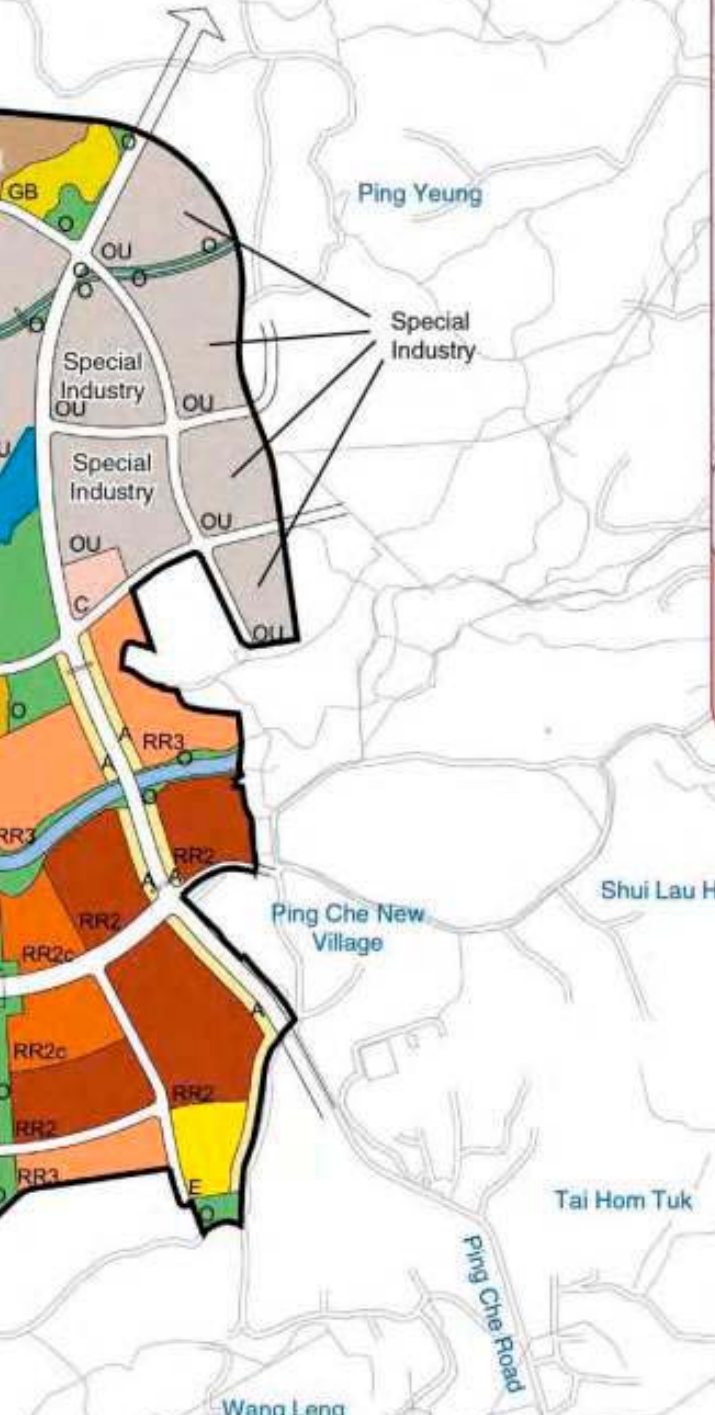 GB
O
Ping Yeung
O
OU
O
O
O
O
O
Special
Industry
Special
Industry
OU
OU
Special
Industry
OU
OU
C
OU
O
A
RR3
A
O
O
RR3
RR2
A
A
Shui Lau H
RR2
Ping Che New
Village
RR2c
A
RR2c
O
RR2
RR2
RR3
E
O
O
Tai Hom Tuk
Ping Che Road
Wang Leng